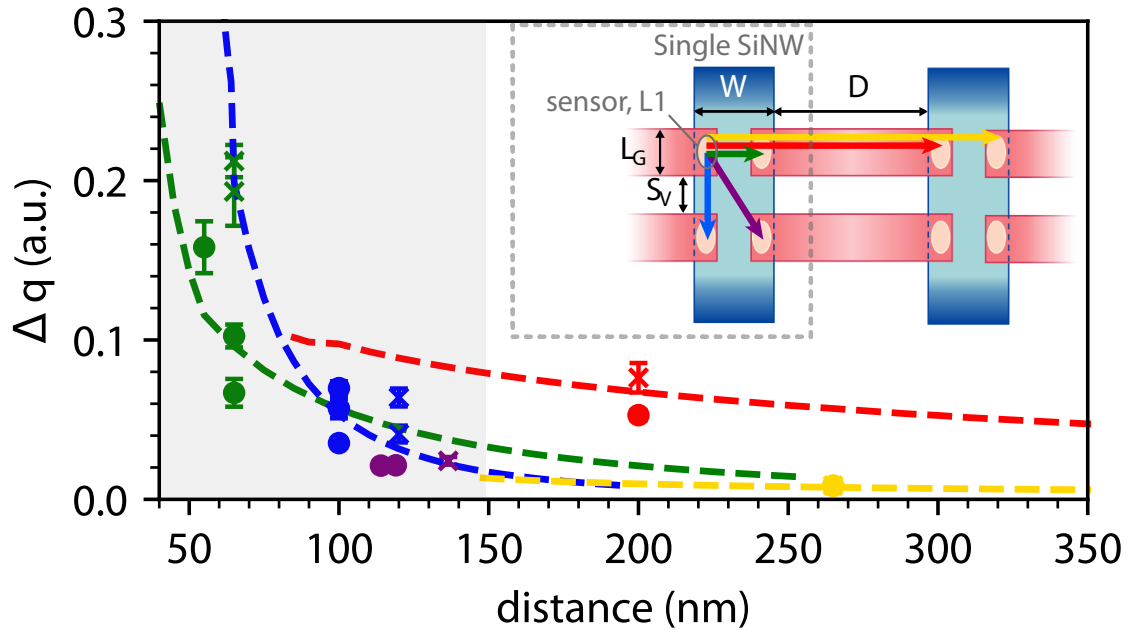 0.3
0.2
0.1
0.0
Δ q (a.u.)
Single SiNW
sensor, L1
W
D
LG
SV
50
100
150
200
250
300
350
distance (nm)